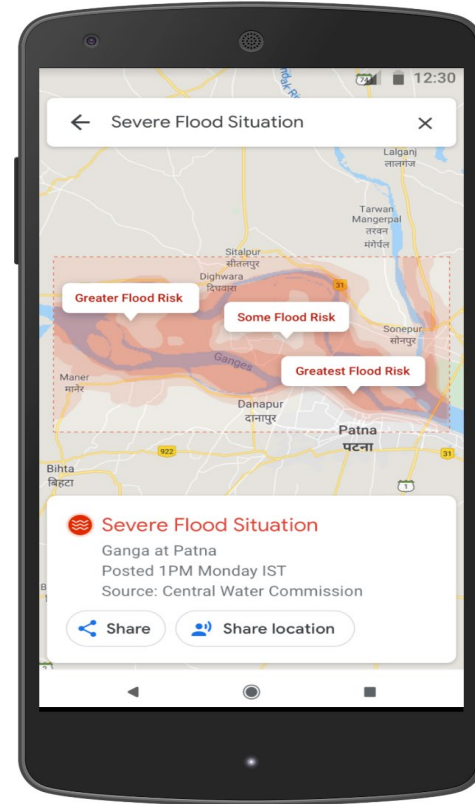 12:30
Severe Flood Situation
Lalganj
लालगंज
Tarwan
Mangerpal
तरवन
मंगेर्पल
Sitalpur
सीतलपुर
Dighwara
दिघवारा
31
Greater Flood Risk
Some Flood Risk
Sonepur
सोनपुर
Ganges
Greatest Flood Risk
Maner
मानेर
Danapur
दानापुर
Patna
पटना
922
31
Bihta
बिहटा
1
Severe Flood Situation
Ganga at Patna
Posted 1PM Monday IST
Source: Central Water Commission
Share
Share location